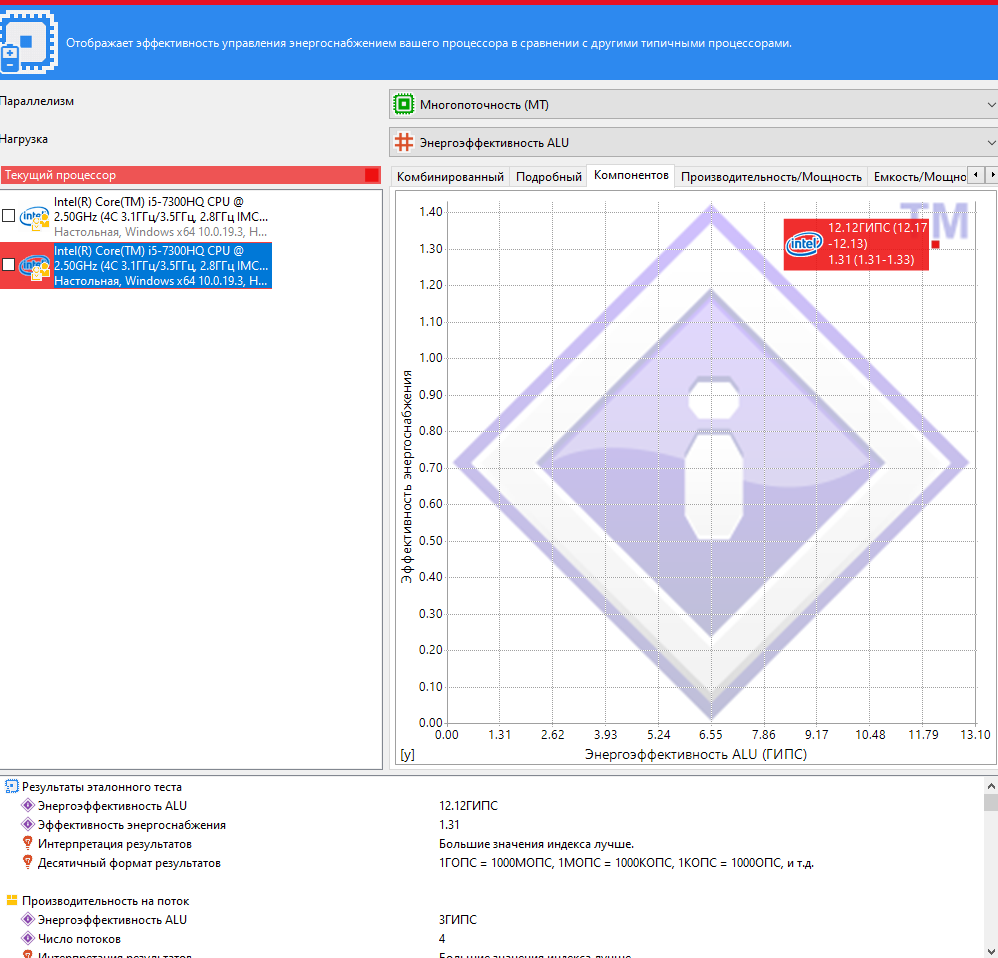 Отображает эффективность управления энергоснабжением вашего процессора в сравнении с другими типичными процессорами.
Параллелизм
Многопоточность (МТ)
Нагрузка
Энергоэффективность ALU
Текущий процессор
Комбинированный Подробный Компонентов Производительность/Мощность Емкость/Мощно
Intel(R) Core(TM) i5-7300HQ CPU @
2.50GHz (4C 3.1ГГц/3.5ГГц, 2.8ГГц IMC...
Настольная, Windows x64 10.0.19.3, H...
Intel(R) Core(TM) i5-7300HQ CPU @
2.50GHz (4C 3.1ГГц/3.5ГГц, 2.8ГГц IMC...
Настольная, Windows x64 10.0.19.3, H...
intel
TM
12.12ГИПС (12.17
-12.13)
1.31 (1.31-1.33)
Эффективность энергоснабжения
1.40
1.30
1.20
1.10
1.00
0.90
0.80
0.70
0.60
0.50
0.40
0.30
0.20
0.10
0.00
0.00 1.31 2.62 3.93 5.24 6.55 7.86 9.17 10.48 11.79 13.10
[y] Энергоэффективность ALU (ГИПС)
Результаты эталонного теста
Энергоэффективность ALU 12.12ГИПС
Эффективность энергоснабжения 1.31
Интерпретация результатов Большие значения индекса лучше.
Десятичный формат результатов 1ГОПС = 1000МОПС, 1МОПС = 1000КОПС, 1КОПС = 1000ОПС, и т.д.
Производительность на поток
Энергоэффективность ALU 3ГИПС
Число потоков 4
Интерпретация результатов Большие значения индекса лучше.